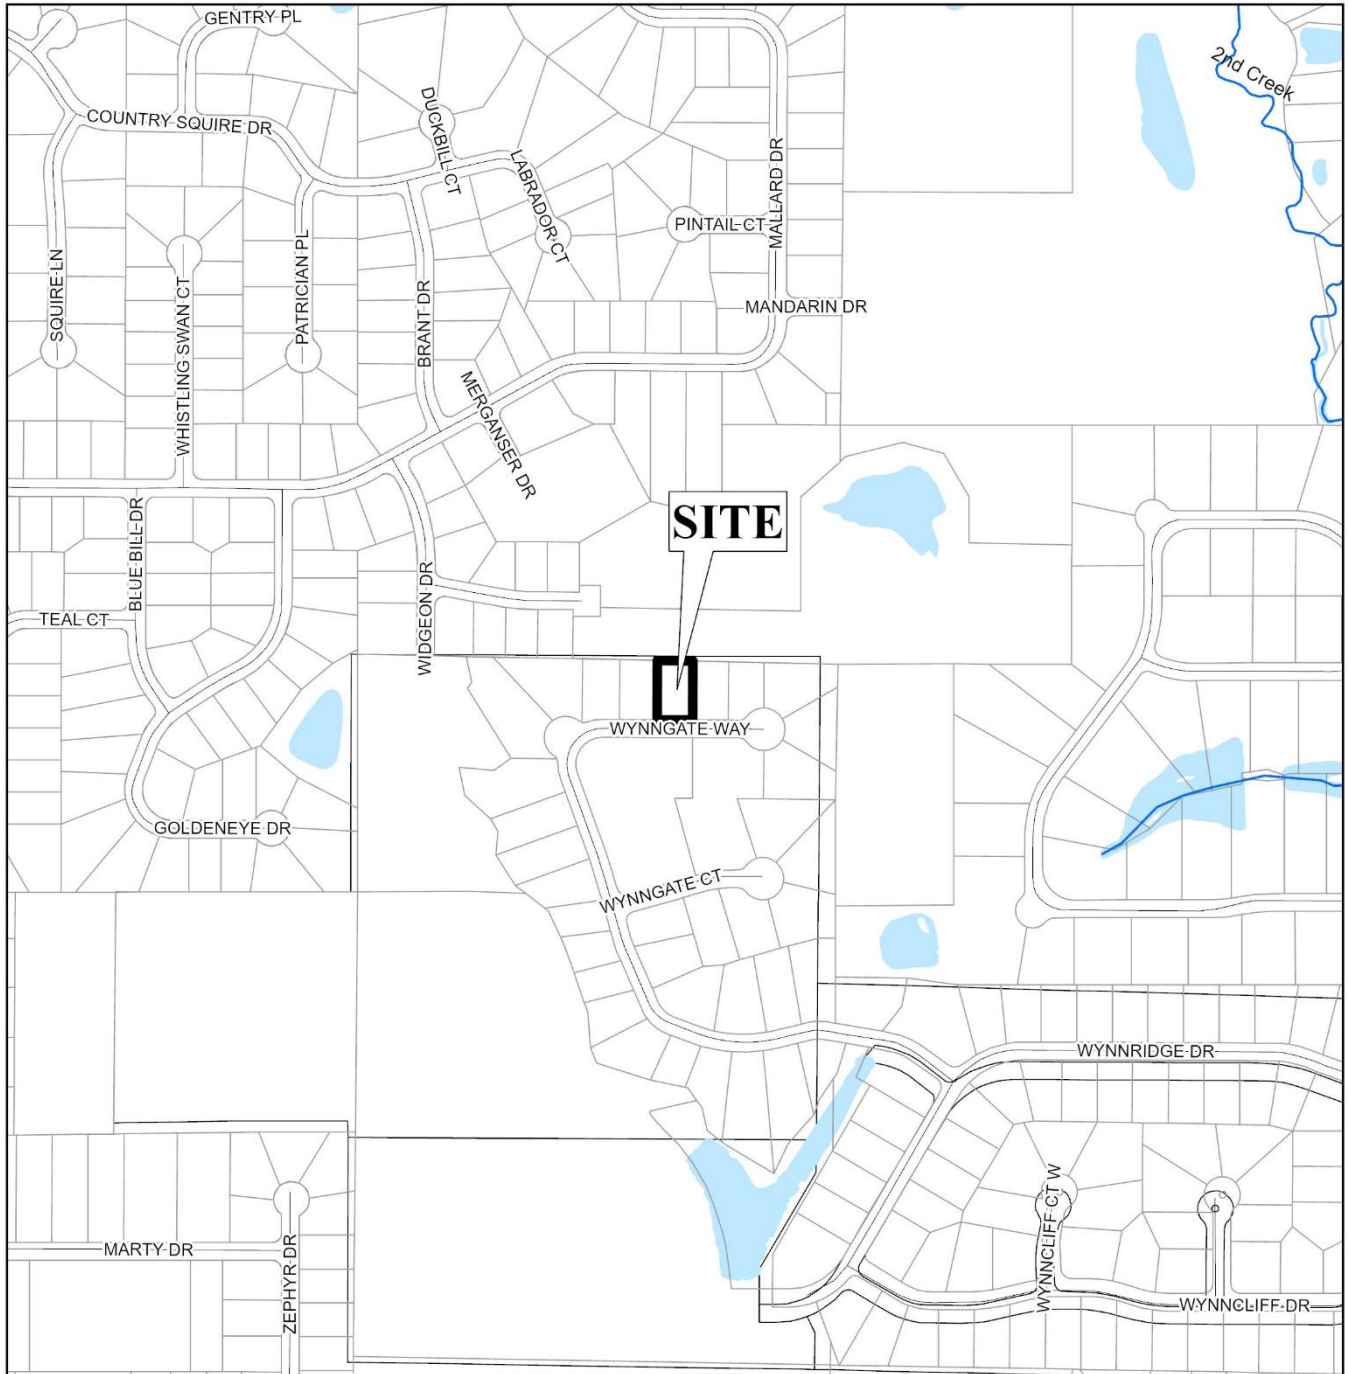 GENTRY PL
2nd Creek
COUNTRY SQUIRE DR
DUCKBILL CT
LABRADOR CT
MALLARD DR
PINTAIL CT
SQUIRE LN
WHISTLING SWAN CT
PATRICIAN PL
BRANT DR
MANDARIN DR
MERGANSER DR
SITE
BLUE BILL DR
WIDGEON DR
TEAL CT
WYNNGATE WAY
GOLDENEYE DR
WYNNGATE CT
WYNNRIDGE DR
MARTY DR
ZEPHYR DR
WYNNCLIFF CT W
WYNNCLIFF DR